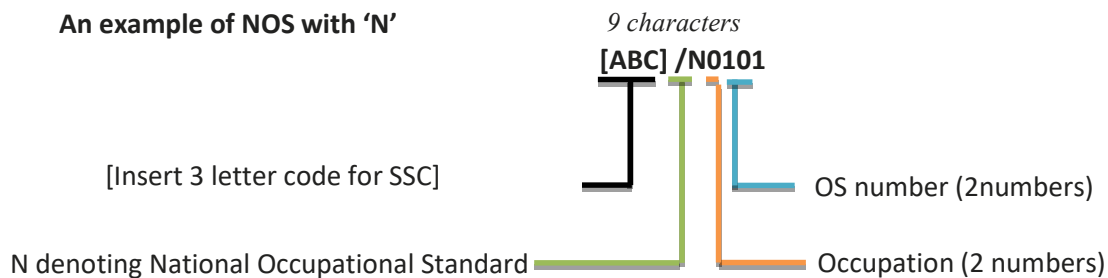 An example of NOS with ‘N’
9 characters
[ABC] /N0101
[Insert 3 letter code for SSC]
OS number (2numbers)
N denoting National Occupational Standard
Occupation (2 numbers)